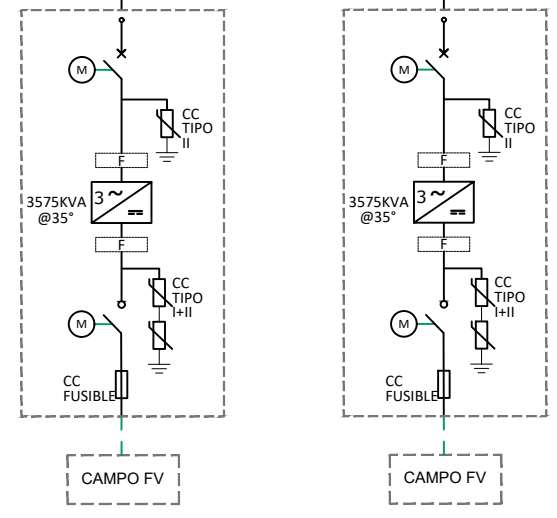 M
CC
TIPO
II
F
3 ~
3575KVA
@35°
F
CC
TIPO
I+II
M
CC
FUSIBLE
CAMPO FV
M
CC
TIPO
II
F
3 ~
3575KVA
@35°
F
CC
TIPO
I+II
M
CC
FUSIBLE
CAMPO FV